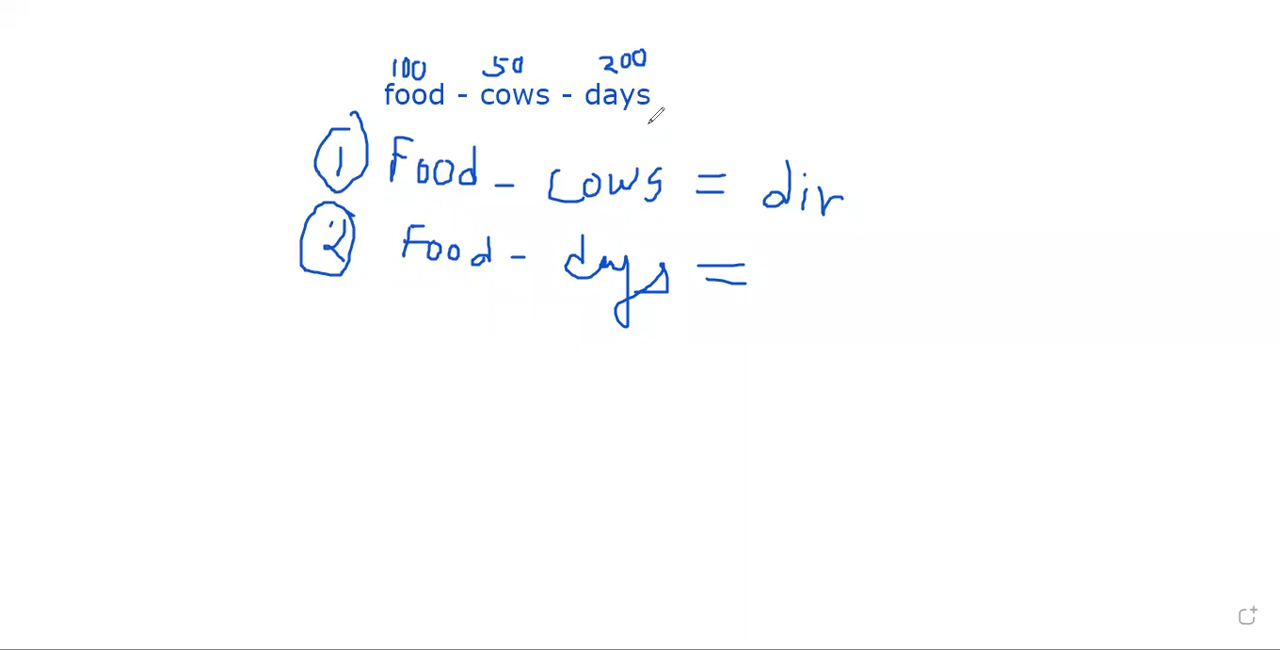 100 50 200
food - cows - days
1 Food - cows = dir
2 Food - days =